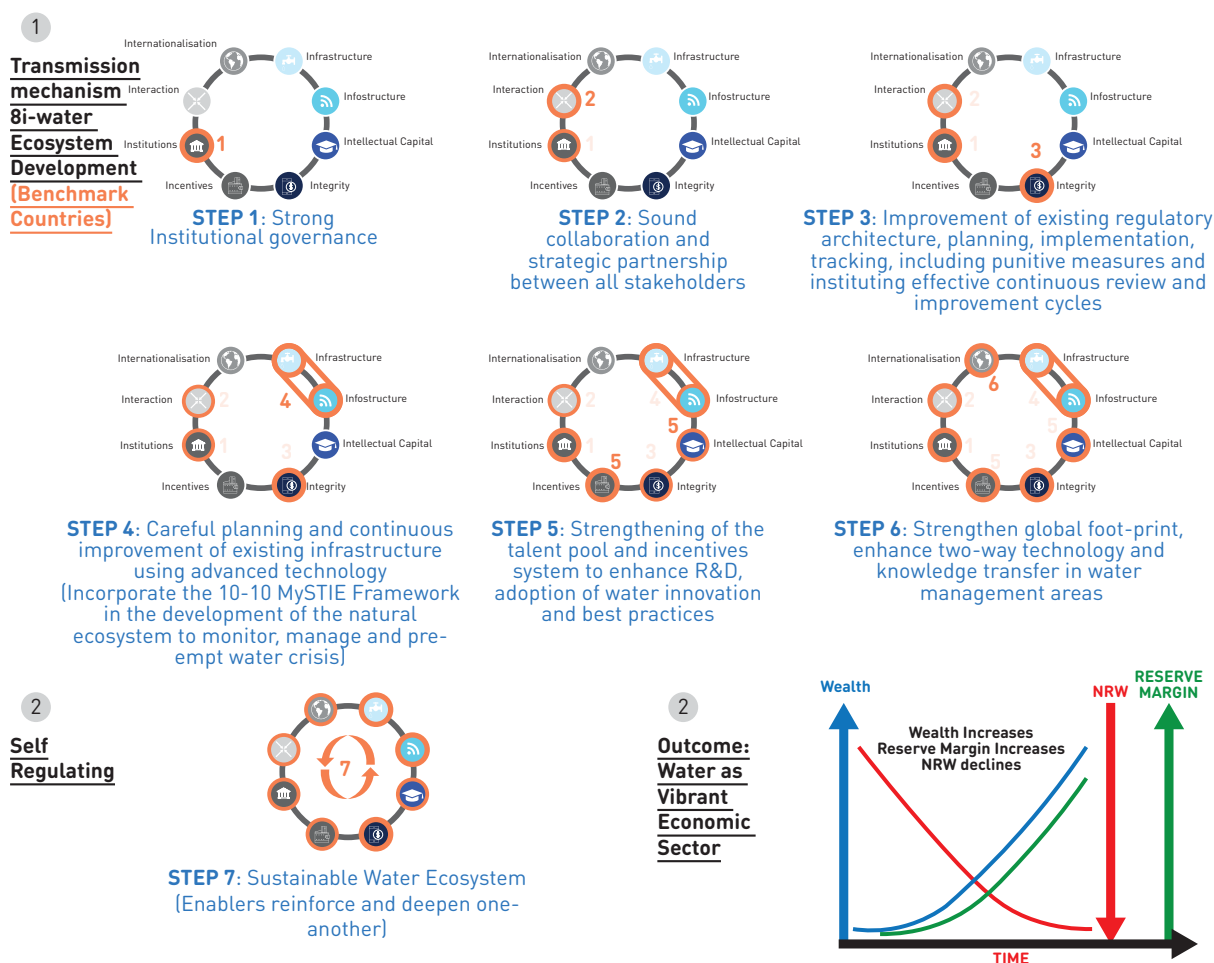 1
Transmission
mechanism
8i-water
Ecosystem
Development
(Benchmark
Countries)
Internationalisation
Infrastructure
Interaction
Infostructure
Institutions
1
Intellectual Capital
Incentives
Integrity
STEP 1: Strong
Institutional governance
Internationalisation
Infrastructure
Interaction
2
Infostructure
Institutions
1
Intellectual Capital
Incentives
Integrity
STEP 2: Sound
collaboration and
strategic partnership
between all stakeholders
Internationalisation
Infrastructure
Interaction
2
Infostructure
Institutions
1
3
Intellectual Capital
Incentives
Integrity
STEP 3: Improvement of existing regulatory
architecture, planning, implementation,
tracking, including punitive measures and
instituting effective continuous review and
improvement cycles
Internationalisation
Infrastructure
Interaction
2
4
Infostructure
Institutions
1
3
Intellectual Capital
Incentives
Integrity
STEP 4: Careful planning and continuous
improvement of existing infrastructure
using advanced technology
(Incorporate the 10-10 MySTIE Framework
in the development of the natural
ecosystem to monitor, manage and pre-
empt water crisis)
Internationalisation
Infrastructure
Interaction
2
4
Infostructure
5
Institutions
1
3
Intellectual Capital
5
Incentives
Integrity
STEP 5: Strengthening of the
talent pool and incentives
system to enhance R&D,
adoption of water innovation
and best practices
Internationalisation
Infrastructure
6
Interaction
2
4
Infostructure
5
Institutions
1
3
Intellectual Capital
5
Incentives
Integrity
STEP 6: Strengthen global foot-print,
enhance two-way technology and
knowledge transfer in water
management areas
2
Self
Regulating
7
STEP 7: Sustainable Water Ecosystem
(Enablers reinforce and deepen one-
another)
2
Outcome:
Water as
Vibrant
Economic
Sector
Wealth
NRW
RESERVE
MARGIN
Wealth Increases
Reserve Margin Increases
NRW declines
TIME